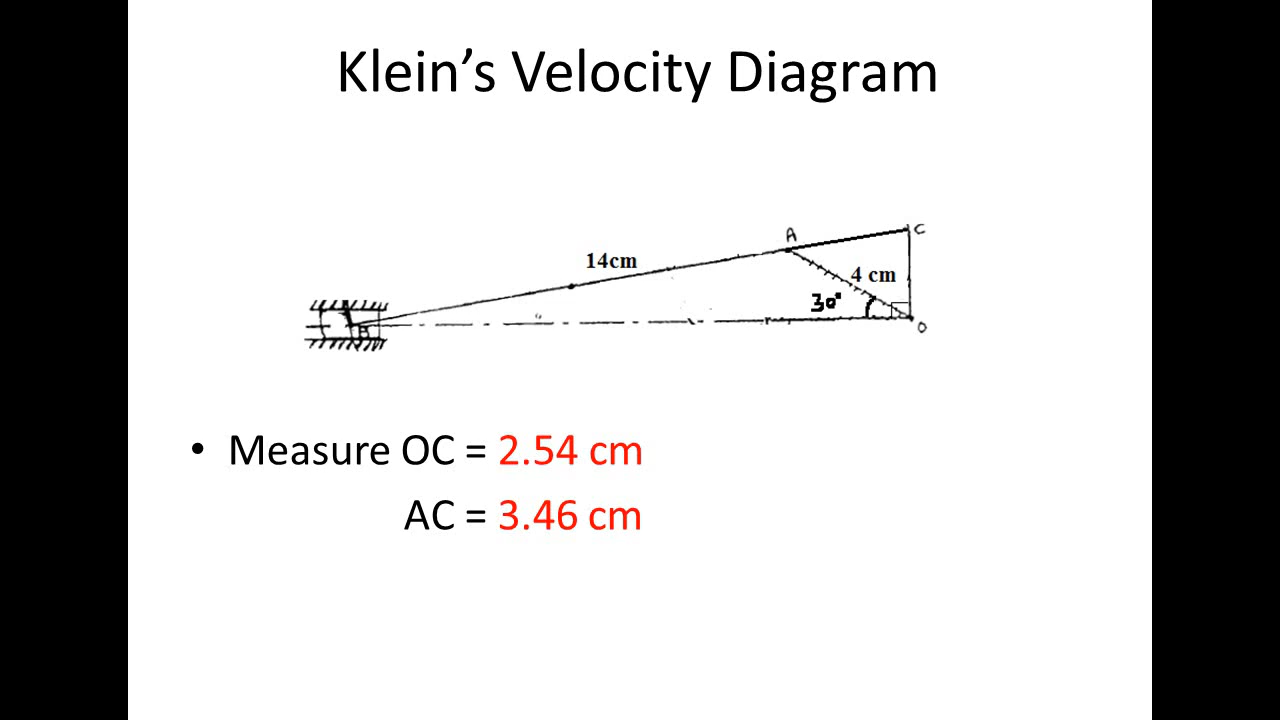 Klein’s Velocity Diagram
A
C
14cm
4 cm
30°
B
O
• Measure OC = 2.54 cm
AC = 3.46 cm